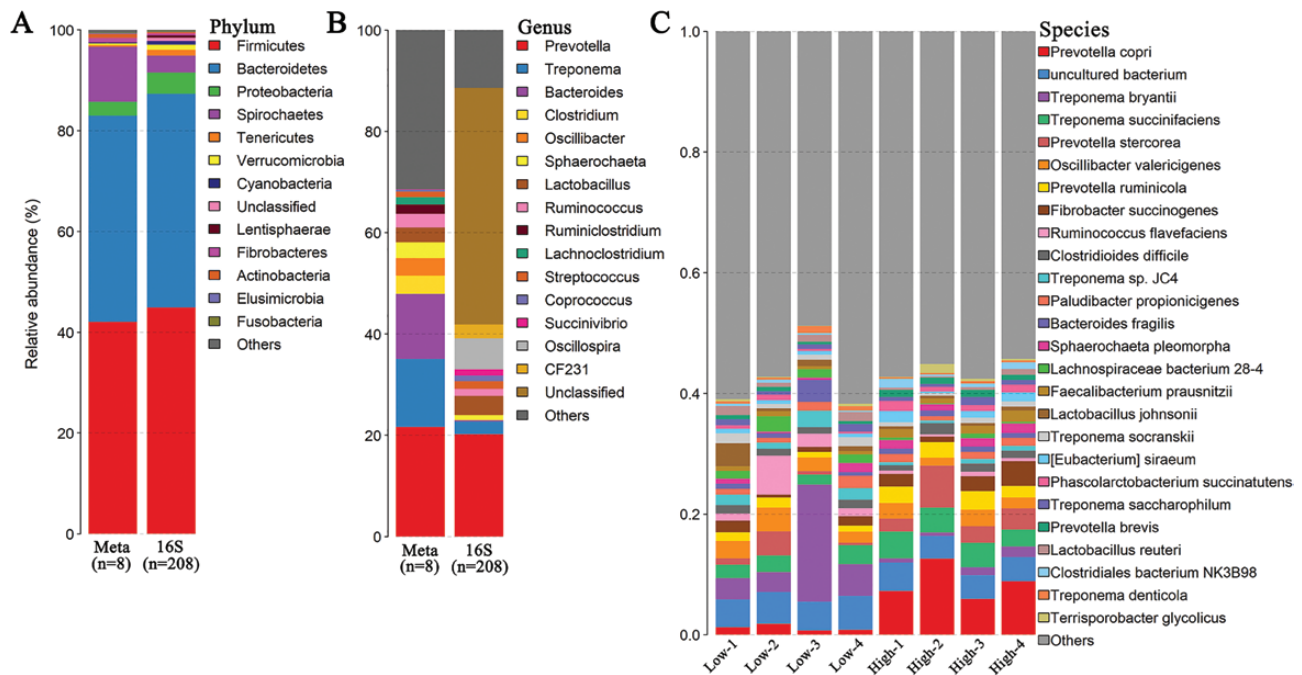 A
Phylum
100
80
60
40
20
0
Relative abundance (%)
Meta
(n=8)
16S
(n=208)
Firmicutes
Bacteroidetes
Proteobacteria
Spirochaetes
Tenericutes
Verrucomicrobia
Cyanobacteria
Unclassified
Lentisphaerae
Fibrobacteres
Actinobacteria
Elusimicrobia
Fusobacteria
Others
B
Genus
100
80
60
40
20
0
Meta
(n=8)
16S
(n=208)
Prevotella
Treponema
Bacteroides
Clostridium
Oscillibacter
Sphaerochaeta
Lactobacillus
Ruminococcus
Ruminiclostridium
Lachnoclostridium
Streptococcus
Coprococcus
Succinivibrio
Oscillospira
CF231
Unclassified
Others
C
Species
1.0
0.8
0.6
0.4
0.2
0.0
Low-1
Low-2
Low-3
Low-4
High-1
High-2
High-3
High-4
Prevotella copri
uncultured bacterium
Treponema bryantii
Treponema succinifaciens
Prevotella stercorea
Oscillibacter valericigenes
Prevotella ruminicola
Fibrobacter succinogenes
Ruminococcus flavefaciens
Clostridioides difficile
Treponema sp. JC4
Paludibacter propionicigenes
Bacteroides fragilis
Sphaerochaeta pleomorpha
Lachnospiraceae bacterium 28-4
Faecalibacterium prausnitzii
Lactobacillus johnsonii
Treponema socranskii
[Eubacterium] siraeum
Phascolarctobacterium succinatutens
Treponema saccharophilum
Prevotella brevis
Lactobacillus reuteri
Clostridiales bacterium NK3B98
Treponema denticola
Terrisporobacter glycolicus
Others